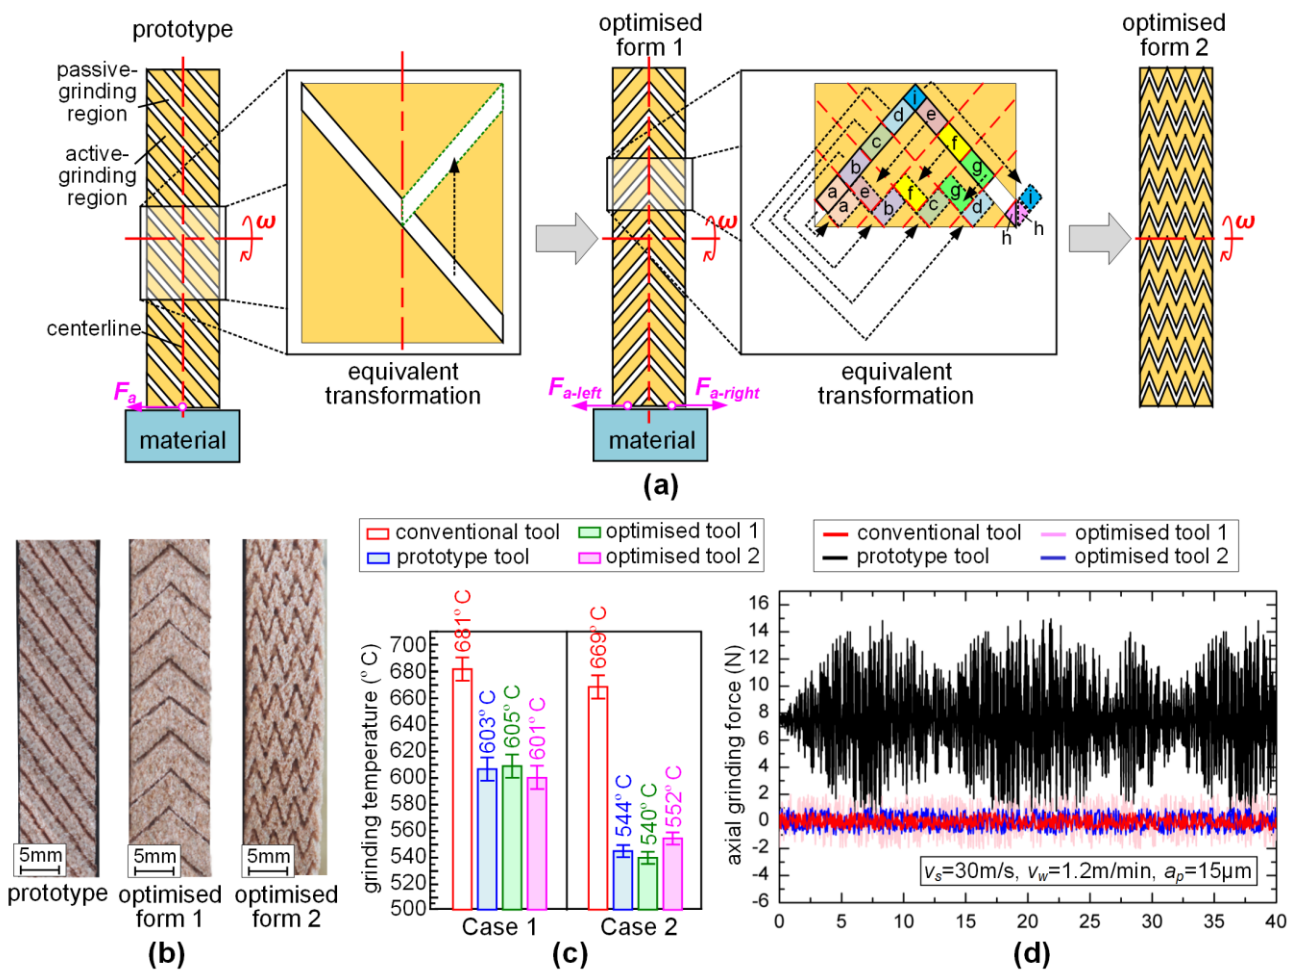 prototype
passive-
grinding
region
active-
grinding
region
centerline
ω
Fa
material
equivalent
transformation
optimised
form 1
ω
Fa-left
Fa-right
material
i
d
e
c
f
b
g
a
e
f
g
i
a
b
c
d
h
h
equivalent
transformation
optimised
form 2
ω
(a)
5mm
prototype
5mm
optimised
form 1
5mm
optimised
form 2
(b)
conventional tool
optimised tool 1
prototype tool
optimised tool 2
grinding temperature (°C)
700
680
660
640
620
600
580
560
540
520
500
681° C
603° C
605° C
601° C
669° C
544° C
540° C
552° C
Case 1
Case 2
(c)
conventional tool
optimised tool 1
prototype tool
optimised tool 2
axial grinding force (N)
16
14
12
10
8
6
4
2
0
-2
-4
-6
vs=30m/s, vw=1.2m/min, ap=15μm
0
5
10
15
20
25
30
35
40
(d)